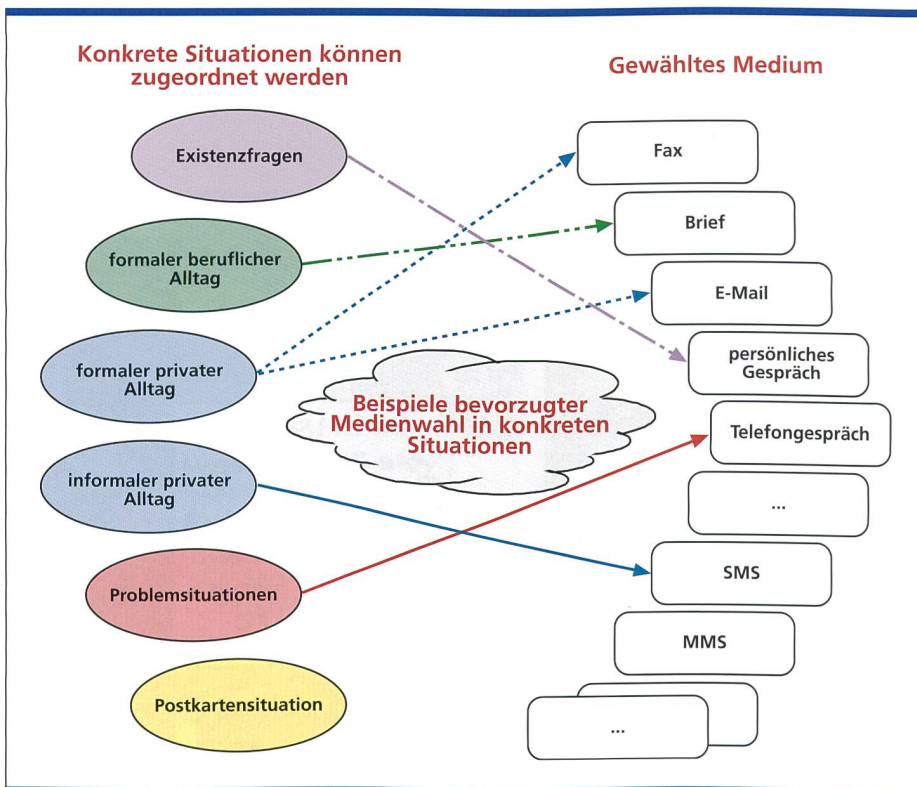 Konkrete Situationen können
zugeordnet werden
Gewähltes Medium
Existenzfragen
formaler beruflicher
Alltag
formaler privater
Alltag
informaler privater
Alltag
Problemsituationen
Postkartensituation
Beispiele bevorzugter
Medienwahl in konkreten
Situationen
Fax
Brief
E-Mail
persönliches
Gespräch
Telefongespräch
...
SMS
MMS
...